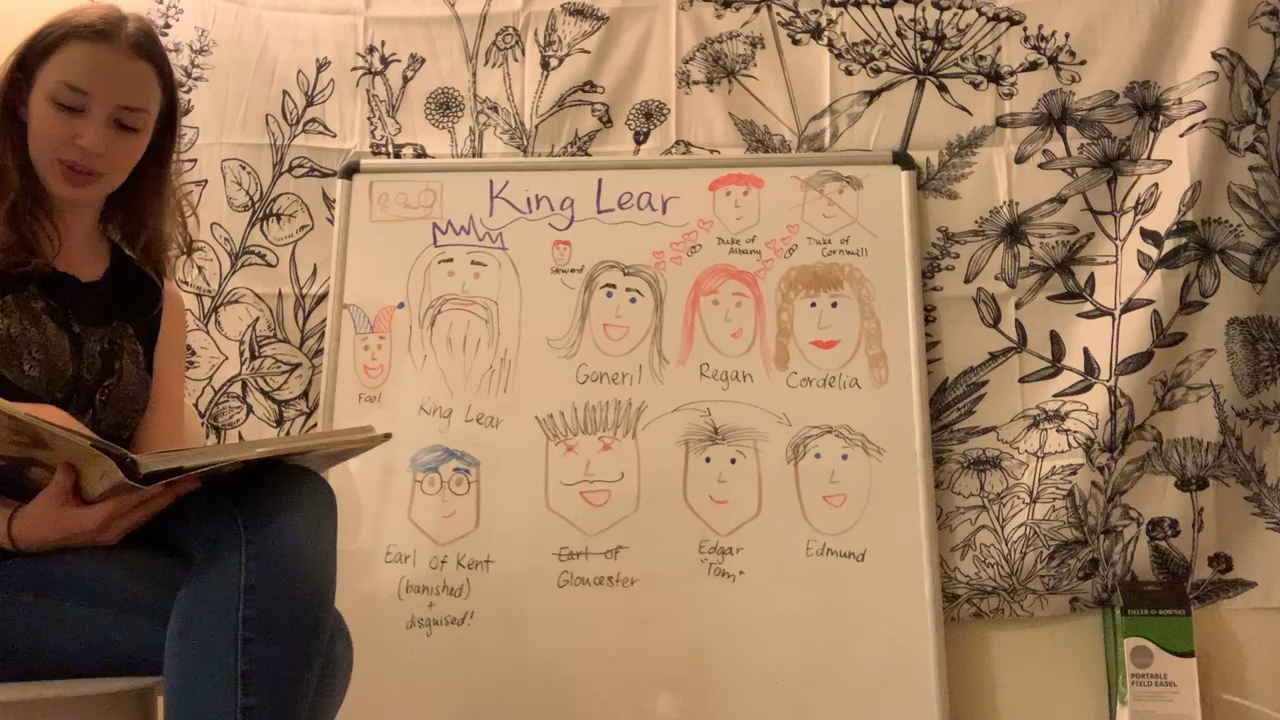 King Lear
Duke of
Albany
Duke of
Cornwall
Steward
Fool
King Lear
Goneril
Regan
Cordelia
Earl of Kent
(banished)
+
disguised!
Earl of
Gloucester
Edgar
"Tom"
Edmund
DALER ROWNEY
PORTABLE
FIELD EASEL